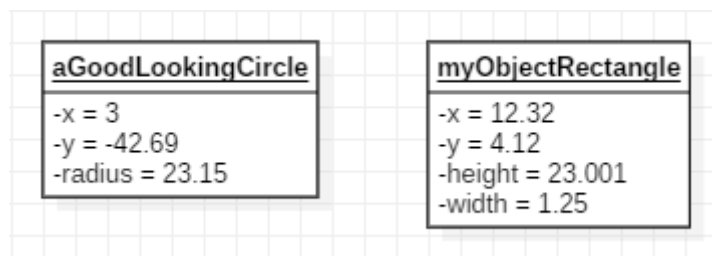 aGoodLookingCircle
-x = 3
-y = -42.69
-radius = 23.15
myObjectRectangle
-x = 12.32
-y = 4.12
-height = 23.001
-width = 1.25